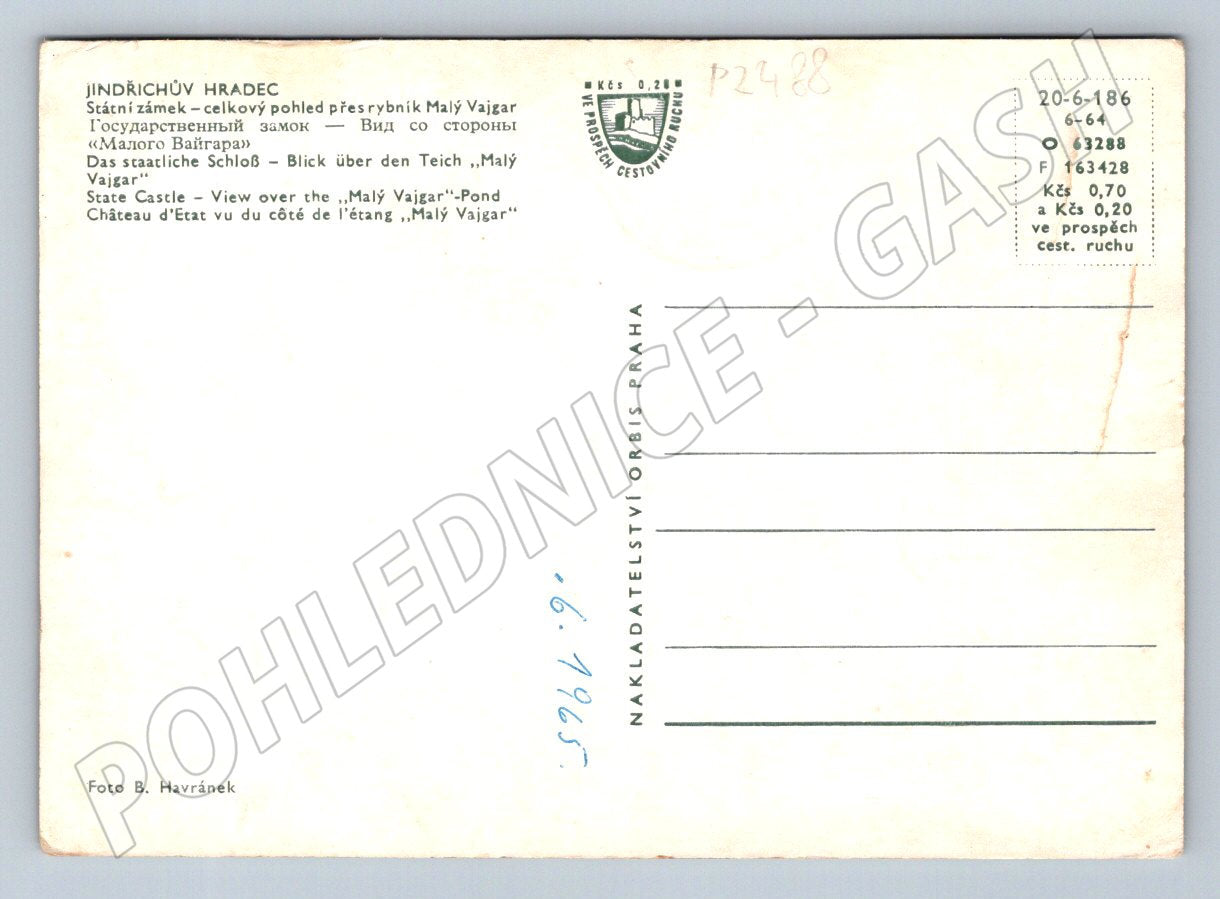 JINDŘICHŮV HRADEC
Státní zámek – celkový pohled přes rybník Malý Vajgar
Государственный замок — Вид со стороны
«Малого Вайгара»
Das staatliche Schloß – Blick über den Teich „Malý
Vajgar"
State Castle – View over the „Malý Vajgar"-Pond
Château d'Etat vu du côté de l'étang „Malý Vajgar"
Kčs 0,20
VE PROSPĚCH CESTOVNÍHO RUCHU
P2488
20-6-186
6-64
O 63288
F 163428
Kčs 0,70
a Kčs 0,20
ve prospěch
cest. ruchu
NAKLADATELSTVÍ ORBIS PRAHA
.6. 1965.
Foto B. Havránek
POHLEDNICE - GASH